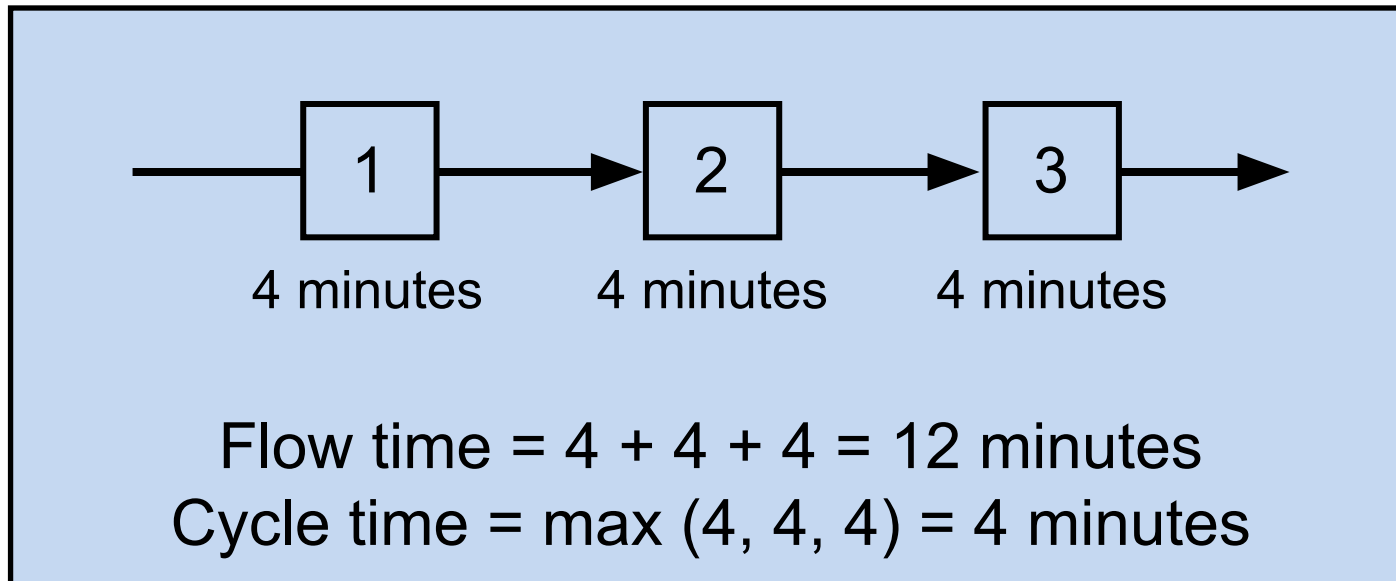 1 2 3
4 minutes 4 minutes 4 minutes
Flow time = 4 + 4 + 4 = 12 minutes
Cycle time = max (4, 4, 4) = 4 minutes